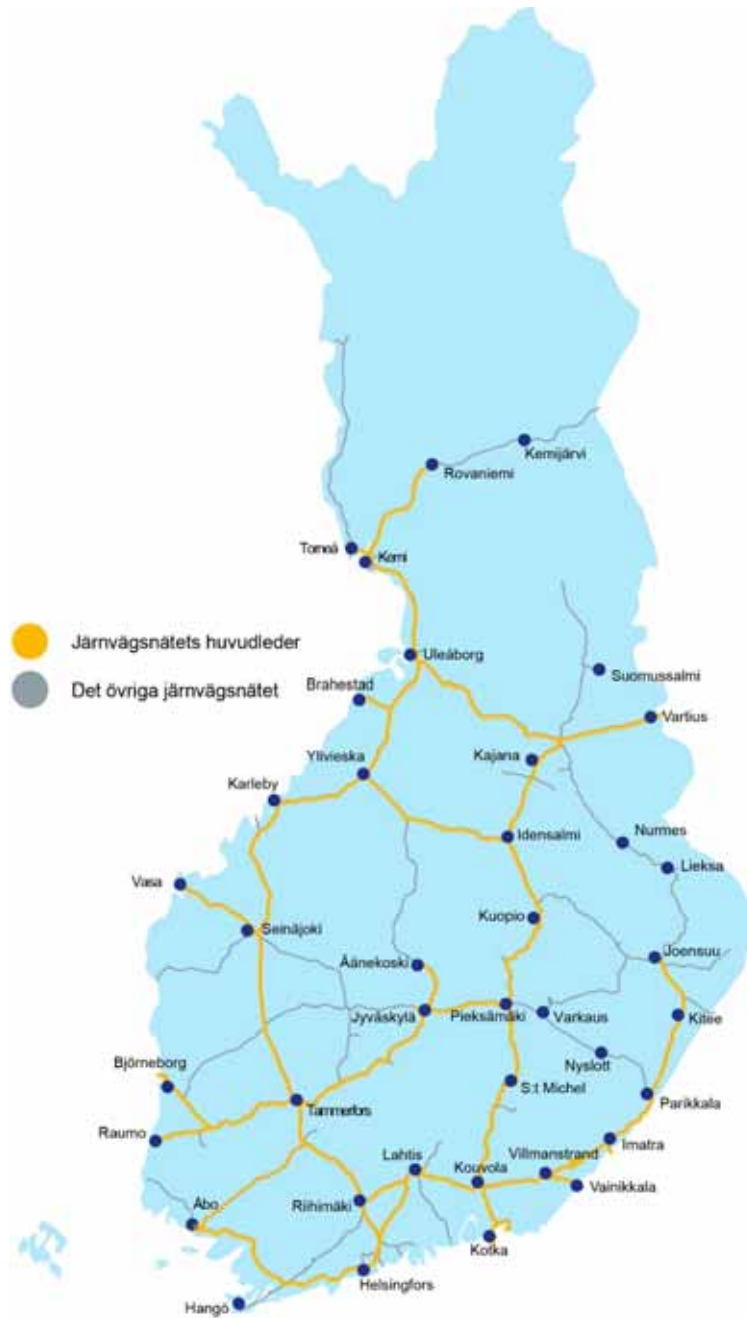 Kemijärvi
Rovaniemi
Torneå
Kemi
Järnvägsnätets huvudleder
Det övriga järnvägsnätet
Uleåborg
Suomussalmi
Brahestad
Vartius
Ylivieska
Kajana
Karleby
Nurmes
Idensalmi
Lieksa
Vasa
Kuopio
Seinäjoki
Joensuu
Äänekoski
Jyväskylä
Pieksämäki
Varkaus
Kitee
Björneborg
Nyslott
S:t Michel
Parikkala
Tammerfors
Raumo
Imatra
Lahtis
Villmanstrand
Kouvola
Vainikkala
Åbo
Riihimäki
Kotka
Helsingfors
Hangö